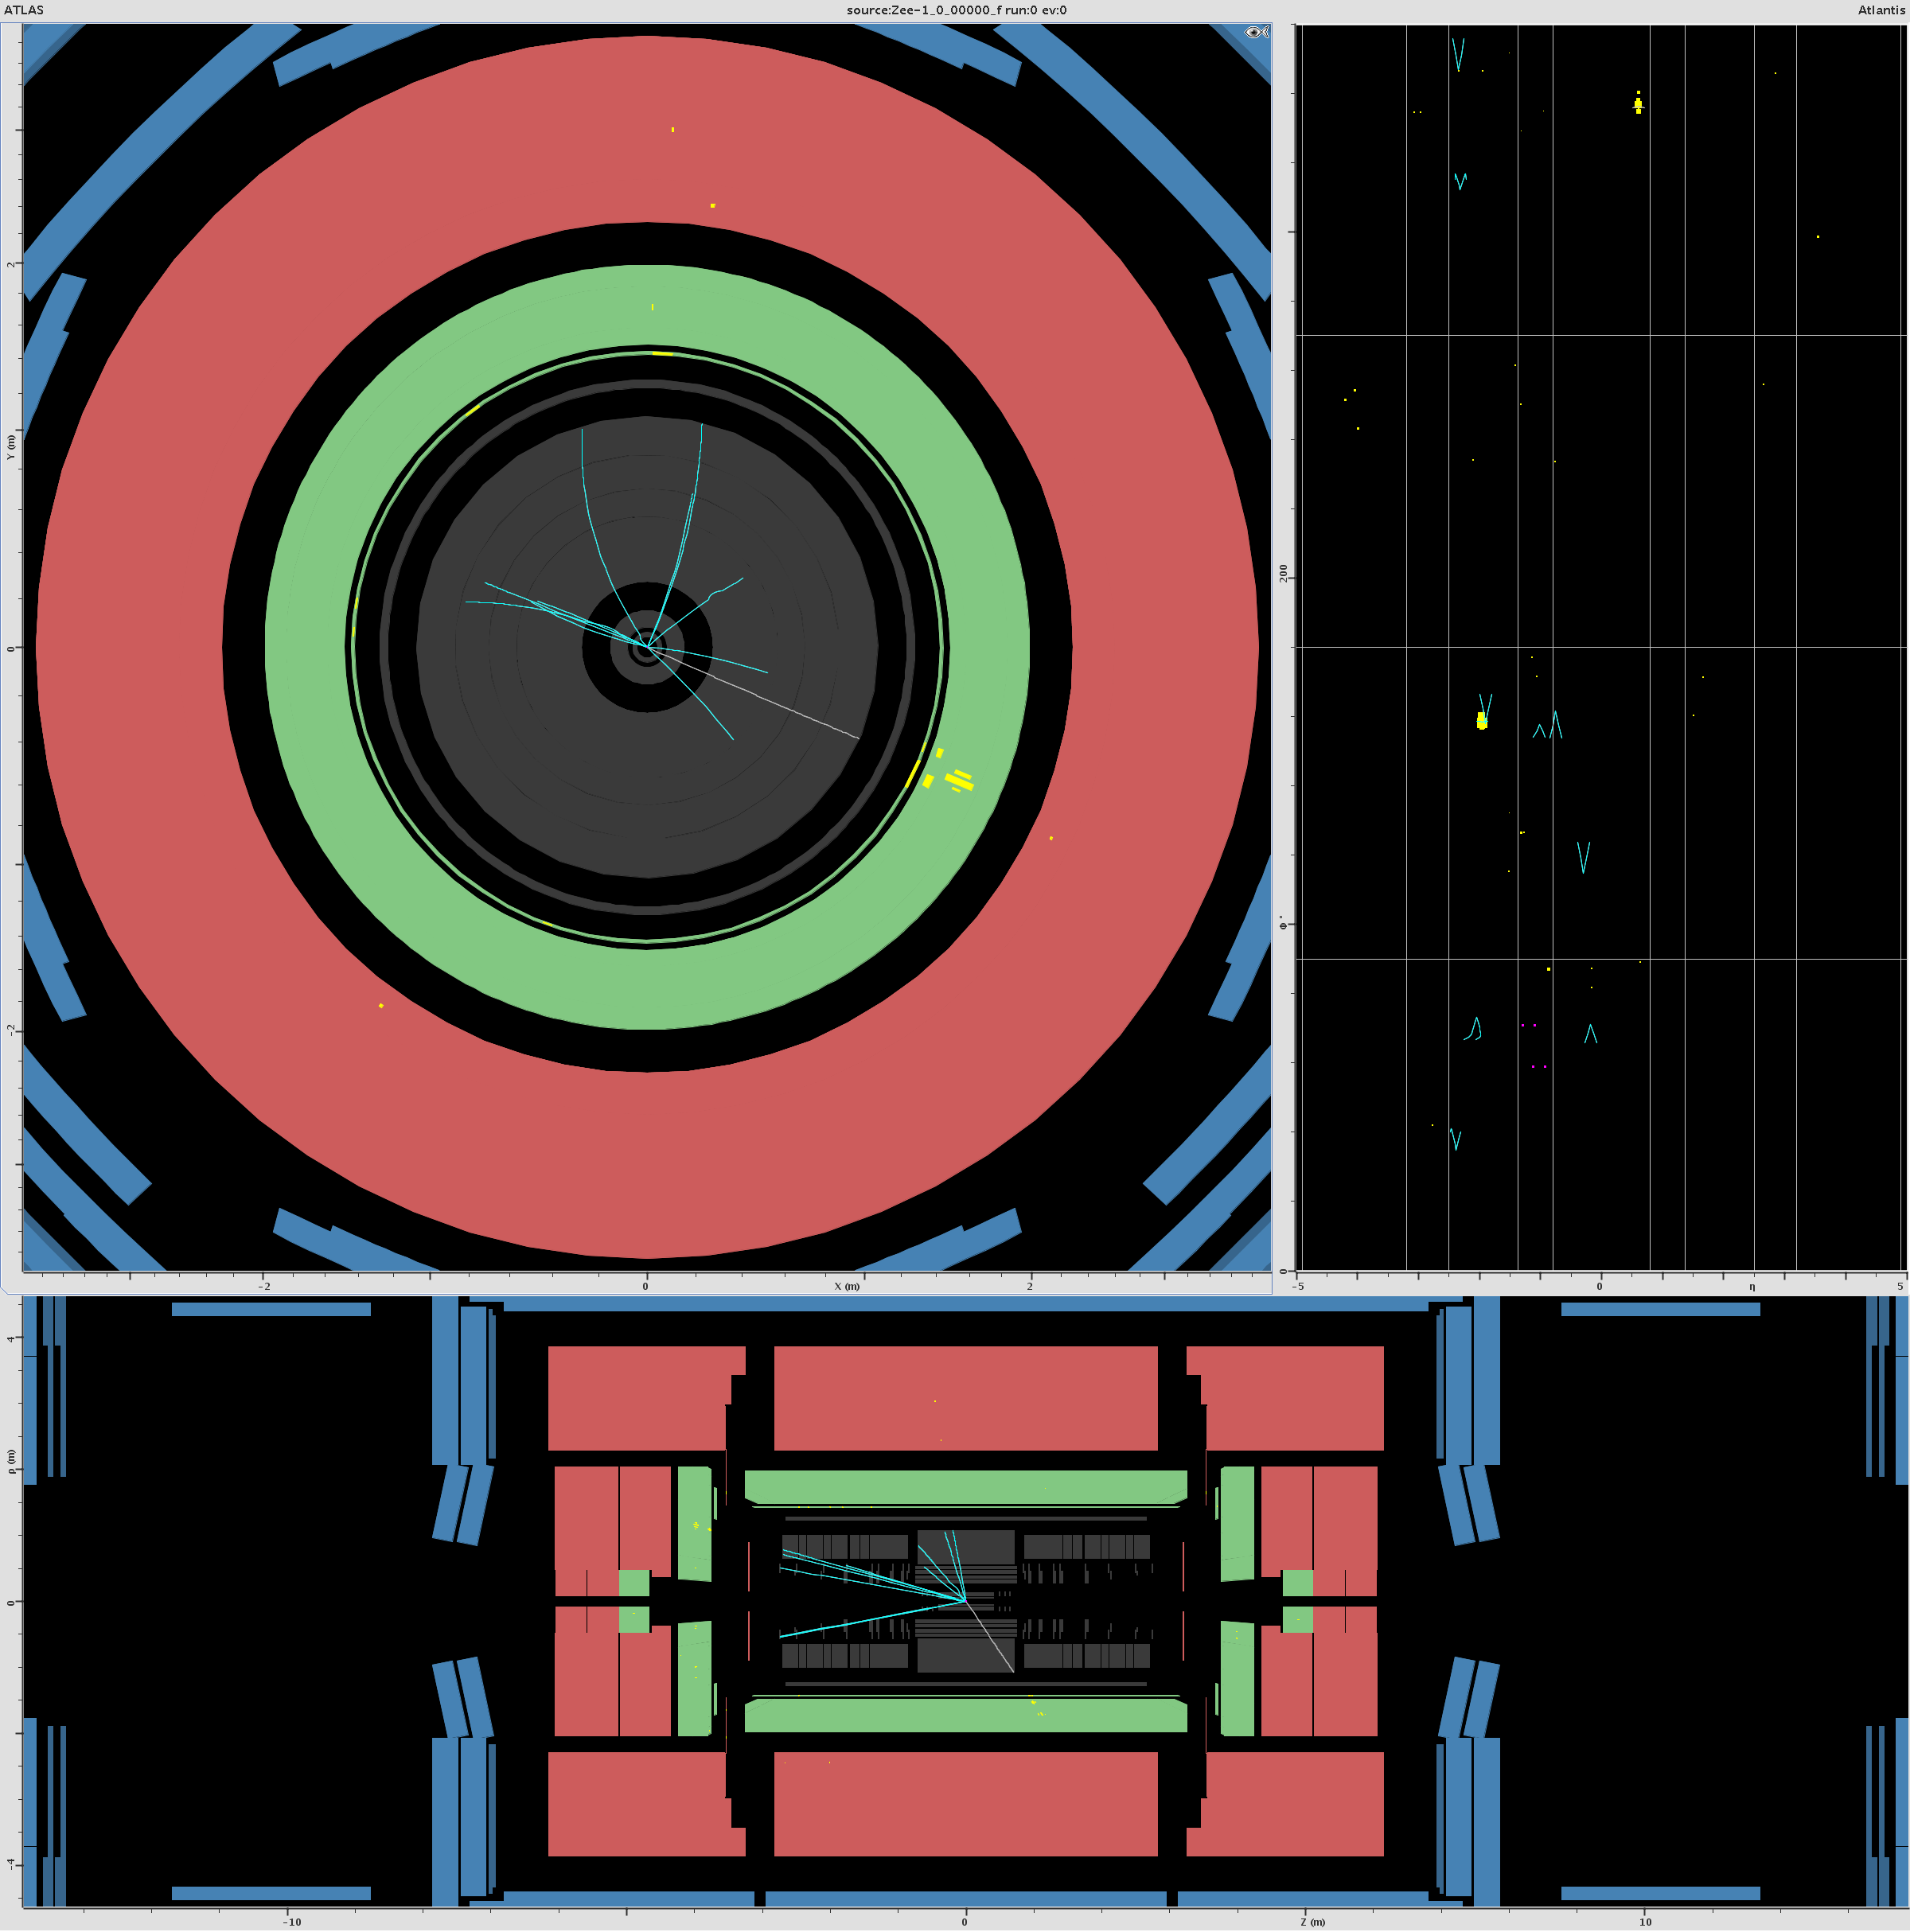 ATLAS source:Zee-1_0_00000_f run:0 ev:0 Atlantis
2
Y (m)
0
-2
-2 0 X (m) 2
200
Φ°
0
-5 0 η 5
4
ρ (m)
0
-4
-10 0 Z (m) 10